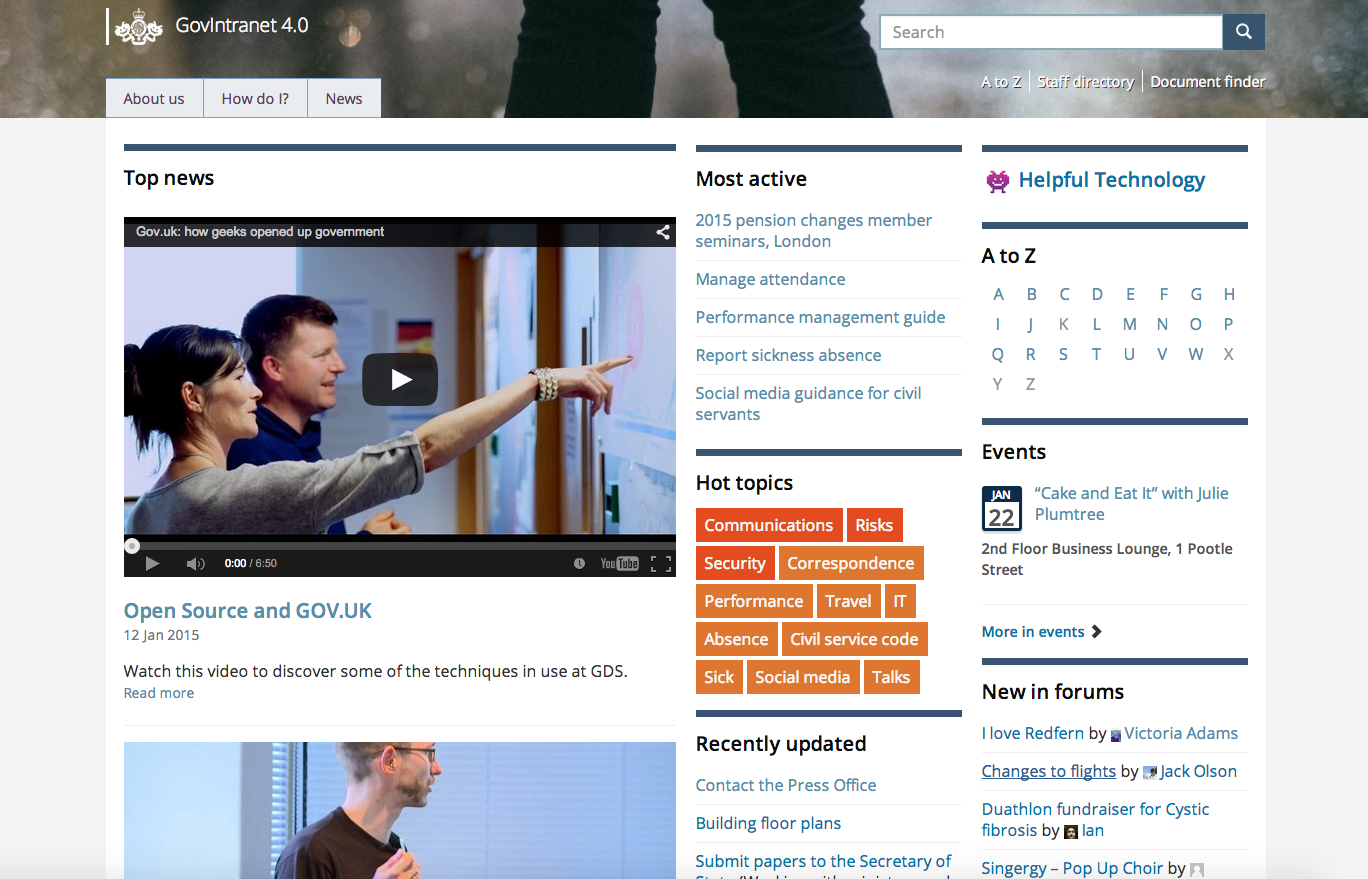 GovIntranet 4.0
Search
A to Z
Staff directory
Document finder
About us
How do I?
News
Top news
Gov.uk: how geeks opened up government
0:00 / 6:50
YouTube
Open Source and GOV.UK
12 Jan 2015
Watch this video to discover some of the techniques in use at GDS.
Read more
Most active
2015 pension changes member
seminars, London
Manage attendance
Performance management guide
Report sickness absence
Social media guidance for civil
servants
Hot topics
Communications Risks
Security Correspondence
Performance Travel IT
Absence Civil service code
Sick Social media Talks
Recently updated
Contact the Press Office
Building floor plans
Submit papers to the Secretary of
Helpful Technology
A to Z
A B C D E F G H
I J K L M N O P
Q R S T U V W X
Y Z
Events
JAN
22
“Cake and Eat It” with Julie
Plumtree
2nd Floor Business Lounge, 1 Pootle
Street
More in events
New in forums
I love Redfern by Victoria Adams
Changes to flights by Jack Olson
Duathlon fundraiser for Cystic
fibrosis by Ian
Singergy – Pop Up Choir by